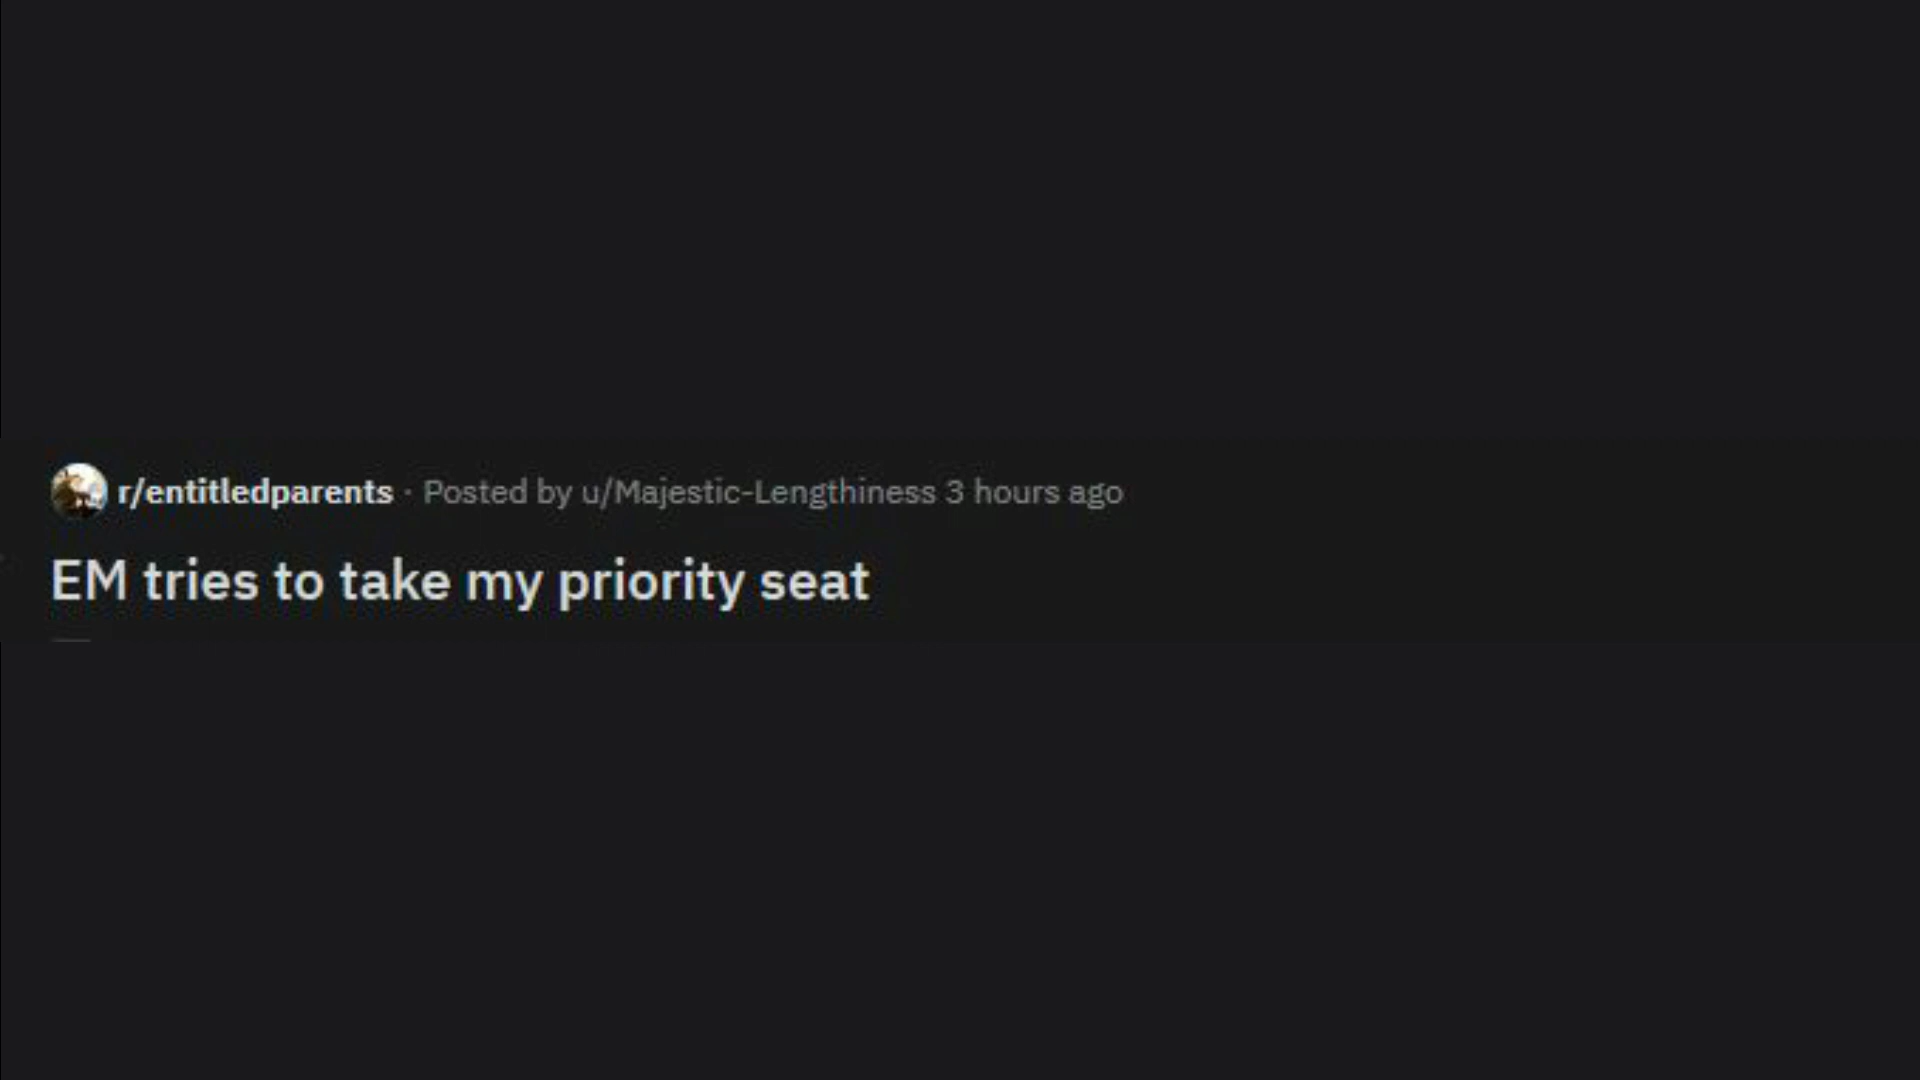 r/entitledparents · Posted by u/Majestic-Lengthiness 3 hours ago
EM tries to take my priority seat